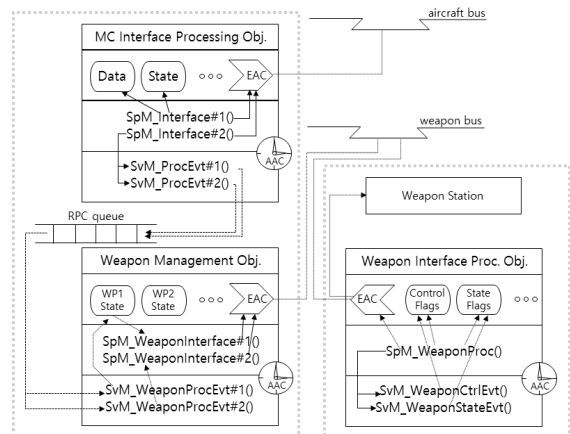 aircraft bus
MC Interface Processing Obj.
Data State EAC
SpM_Interface#1()
SpM_Interface#2()
AAC
SvM_ProcEvt#1()
SvM_ProcEvt#2()
weapon bus
Weapon Station
RPC queue
Weapon Management Obj.
WP1 State
WP2 State
EAC
SpM_WeaponInterface#1()
SpM_WeaponInterface#2()
AAC
SvM_WeaponProcEvt#1()
SvM_WeaponProcEvt#2()
Weapon Interface Proc. Obj.
EAC
Control Flags
State Flags
SpM_WeaponProc()
AAC
SvM_WeaponCtrlEvt()
SvM_WeaponStateEvt()